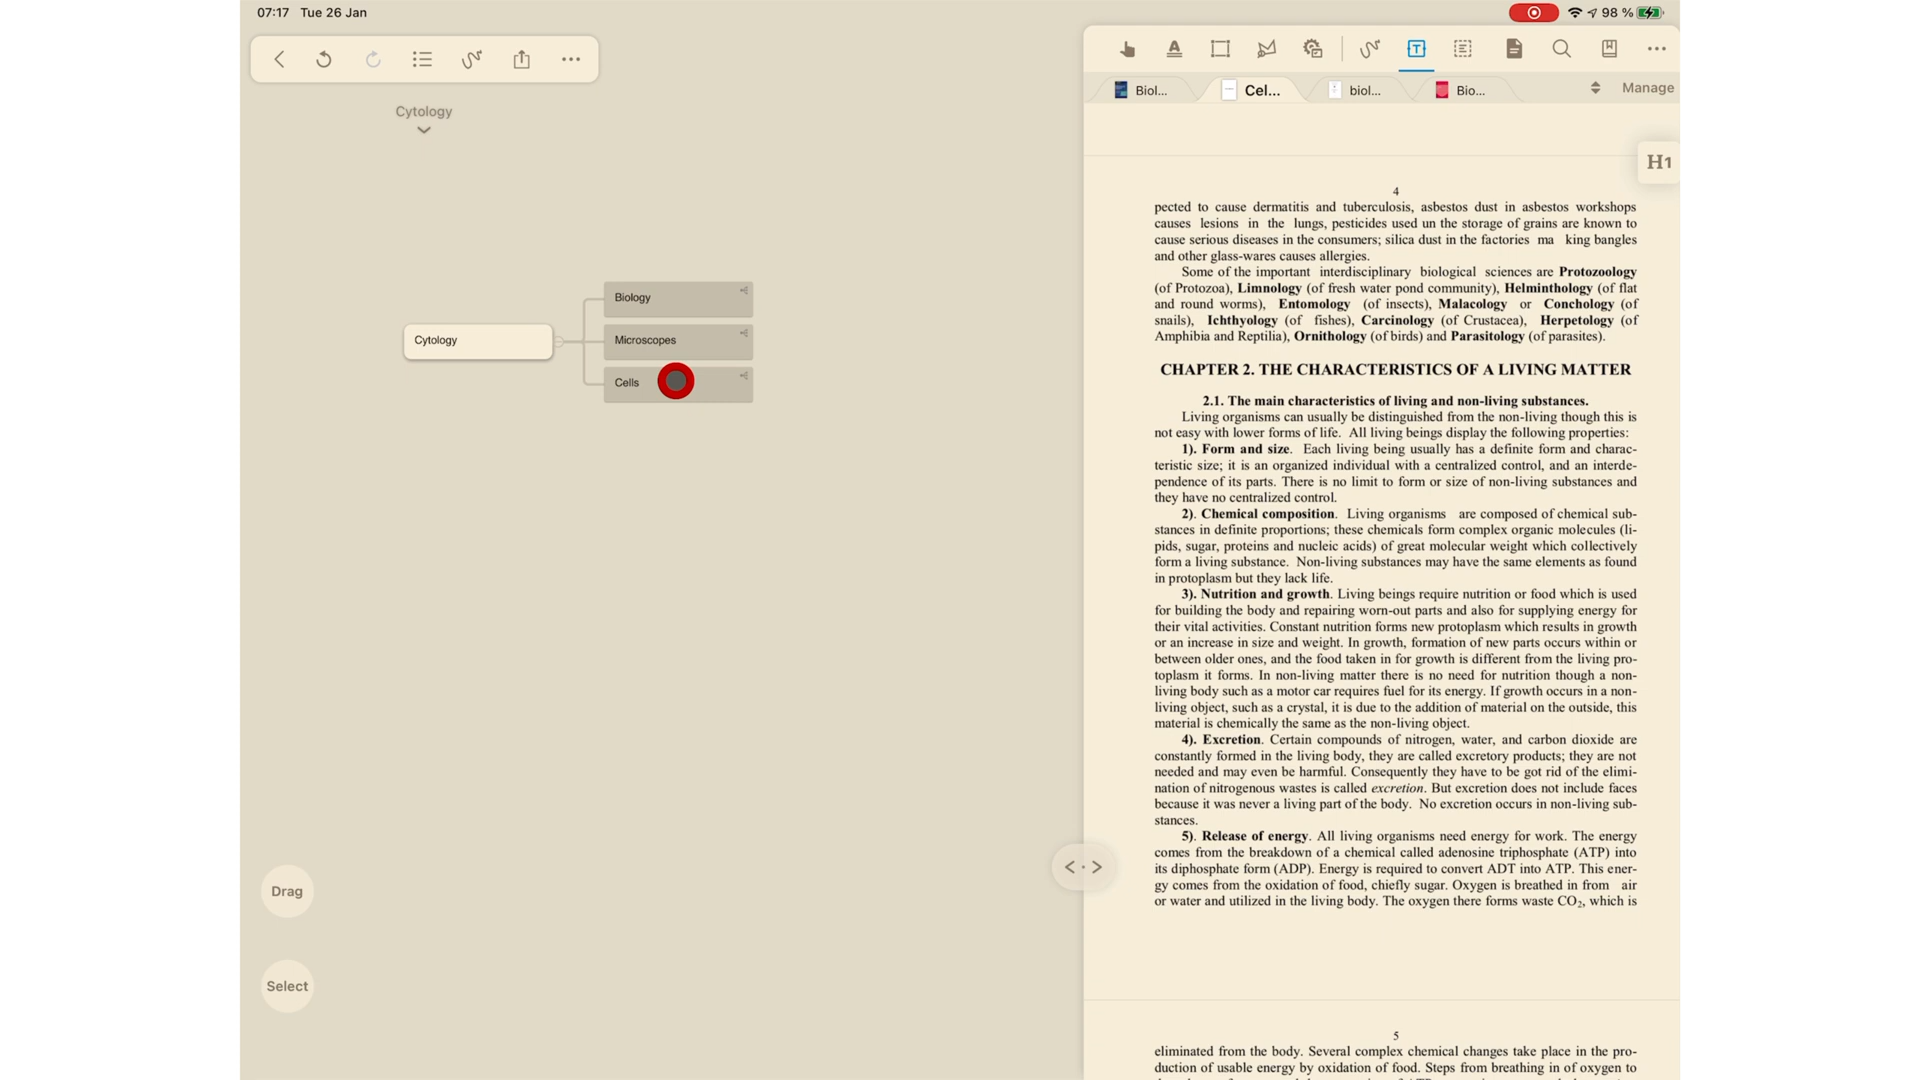 07:17 Tue 26 Jan
98 %
Cytology
Cytology
Biology
Microscopes
Cells
Drag
Select
T
Biol...
Cel...
biol...
Bio...
Manage
H1
4
pected to cause dermatitis and tuberculosis, asbestos dust in asbestos workshops
causes lesions in the lungs, pesticides used un the storage of grains are known to
cause serious diseases in the consumers; silica dust in the factories ma king bangles
and other glass-wares causes allergies.
Some of the important interdisciplinary biological sciences are Protozoology
(of Protozoa), Limnology (of fresh water pond community), Helminthology (of flat
and round worms), Entomology (of insects), Malacology or Conchology (of
snails), Ichthyology (of fishes), Carcinology (of Crustacea), Herpetology (of
Amphibia and Reptilia), Ornithology (of birds) and Parasitology (of parasites).
CHAPTER 2. THE CHARACTERISTICS OF A LIVING MATTER
2.1. The main characteristics of living and non-living substances.
Living organisms can usually be distinguished from the non-living though this is
not easy with lower forms of life. All living beings display the following properties:
1). Form and size. Each living being usually has a definite form and charac-
teristic size; it is an organized individual with a centralized control, and an interde-
pendence of its parts. There is no limit to form or size of non-living substances and
they have no centralized control.
2). Chemical composition. Living organisms are composed of chemical sub-
stances in definite proportions; these chemicals form complex organic molecules (li-
pids, sugar, proteins and nucleic acids) of great molecular weight which collectively
form a living substance. Non-living substances may have the same elements as found
in protoplasm but they lack life.
3). Nutrition and growth. Living beings require nutrition or food which is used
for building the body and repairing worn-out parts and also for supplying energy for
their vital activities. Constant nutrition forms new protoplasm which results in growth
or an increase in size and weight. In growth, formation of new parts occurs within or
between older ones, and the food taken in for growth is different from the living pro-
toplasm it forms. In non-living matter there is no need for nutrition though a non-
living body such as a motor car requires fuel for its energy. If growth occurs in a non-
living object, such as a crystal, it is due to the addition of material on the outside, this
material is chemically the same as the non-living object.
4). Excretion. Certain compounds of nitrogen, water, and carbon dioxide are
constantly formed in the living body, they are called excretory products; they are not
needed and may even be harmful. Consequently they have to be got rid of the elimi-
nation of nitrogenous wastes is called excretion. But excretion does not include faces
because it was never a living part of the body. No excretion occurs in non-living sub-
stances.
5). Release of energy. All living organisms need energy for work. The energy
comes from the breakdown of a chemical called adenosine triphosphate (ATP) into
its diphosphate form (ADP). Energy is required to convert ADT into ATP. This ener-
gy comes from the oxidation of food, chiefly sugar. Oxygen is breathed in from air
or water and utilized in the living body. The oxygen there forms waste CO₂, which is
5
eliminated from the body. Several complex chemical changes take place in the pro-
duction of usable energy by oxidation of food. Steps from breathing in of oxygen to